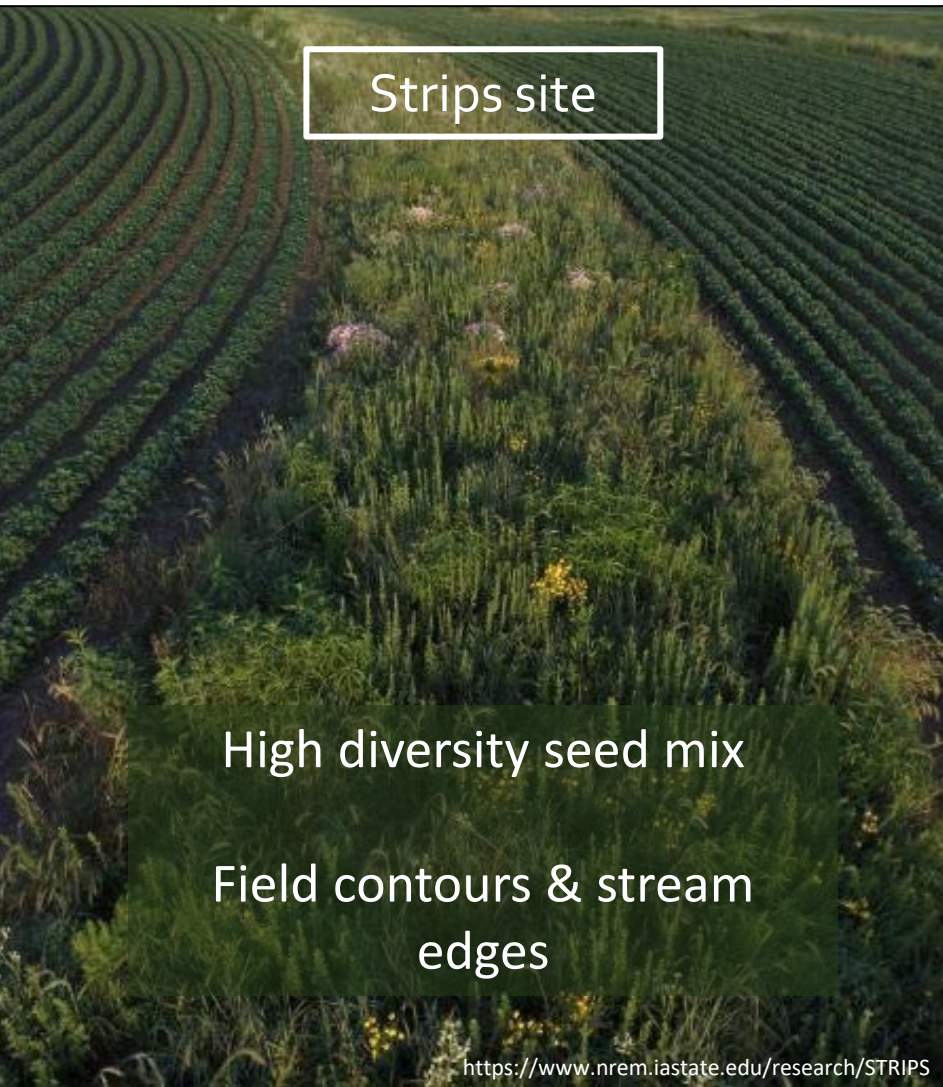 Strips site
High diversity seed mix
Field contours & stream
edges
https://www.nrem.iastate.edu/research/STRIPS